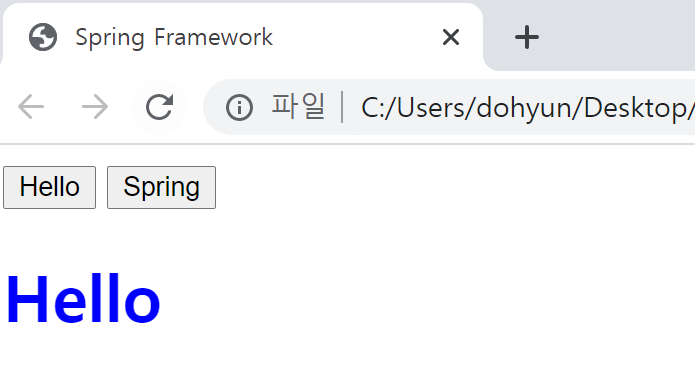 Spring Framework
파일 C:/Users/dohyun/Desktop/
Hello Spring
Hello